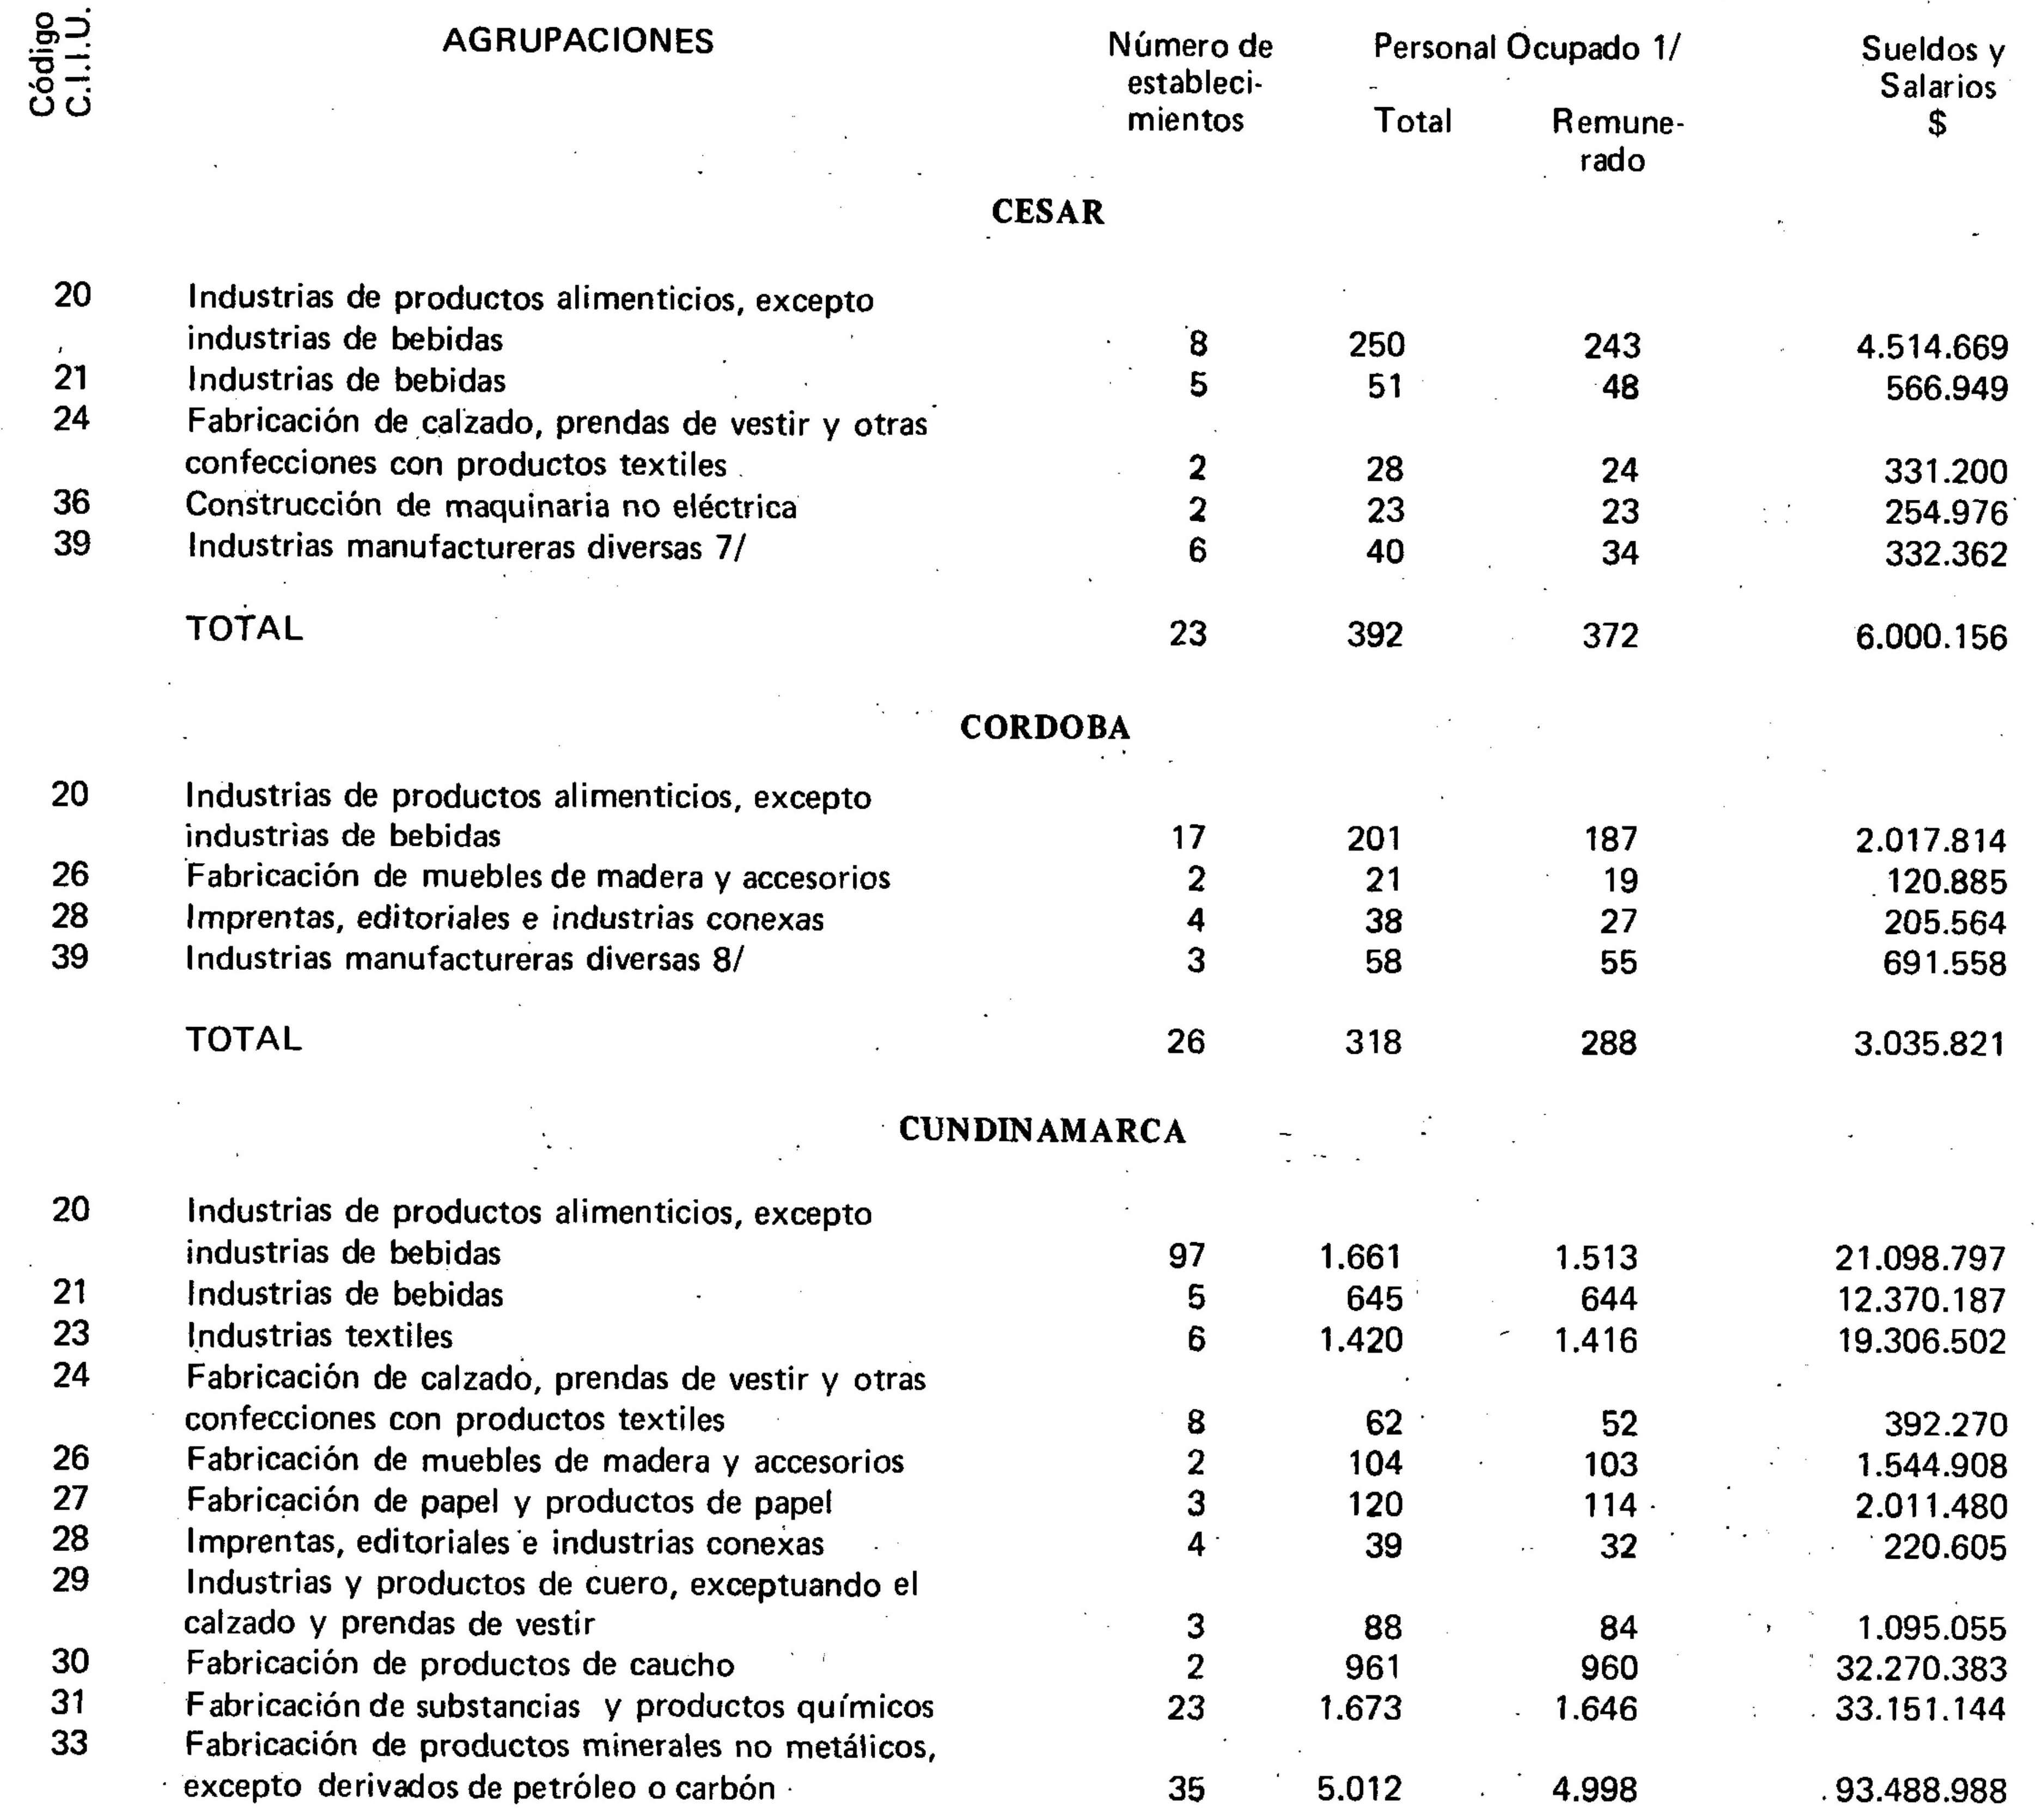 Código C.I.I.U. AGRUPACIONES Número de establecimientos Personal Ocupado 1/ Sueldos y Salarios $
Total Remunerado
CESAR
20 Industrias de productos alimenticios, excepto
industrias de bebidas 8 250 243 4.514.669
21 Industrias de bebidas 5 51 48 566.949
24 Fabricación de calzado, prendas de vestir y otras
confecciones con productos textiles 2 28 24 331.200
36 Construcción de maquinaria no eléctrica 2 23 23 254.976
39 Industrias manufactureras diversas 7/ 6 40 34 332.362
TOTAL 23 392 372 6.000.156
CORDOBA
20 Industrias de productos alimenticios, excepto
industrias de bebidas 17 201 187 2.017.814
26 Fabricación de muebles de madera y accesorios 2 21 19 120.885
28 Imprentas, editoriales e industrias conexas 4 38 27 205.564
39 Industrias manufactureras diversas 8/ 3 58 55 691.558
TOTAL 26 318 288 3.035.821
CUNDINAMARCA
20 Industrias de productos alimenticios, excepto
industrias de bebidas 97 1.661 1.513 21.098.797
21 Industrias de bebidas 5 645 644 12.370.187
23 Industrias textiles 6 1.420 1.416 19.306.502
24 Fabricación de calzado, prendas de vestir y otras
confecciones con productos textiles 8 62 52 392.270
26 Fabricación de muebles de madera y accesorios 2 104 103 1.544.908
27 Fabricación de papel y productos de papel 3 120 114 2.011.480
28 Imprentas, editoriales e industrias conexas 4 39 32 220.605
29 Industrias y productos de cuero, exceptuando el
calzado y prendas de vestir 3 88 84 1.095.055
30 Fabricación de productos de caucho 2 961 960 32.270.383
31 Fabricación de substancias y productos químicos 23 1.673 1.646 33.151.144
33 Fabricación de productos minerales no metálicos,
excepto derivados de petróleo o carbón 35 5.012 4.998 93.488.988